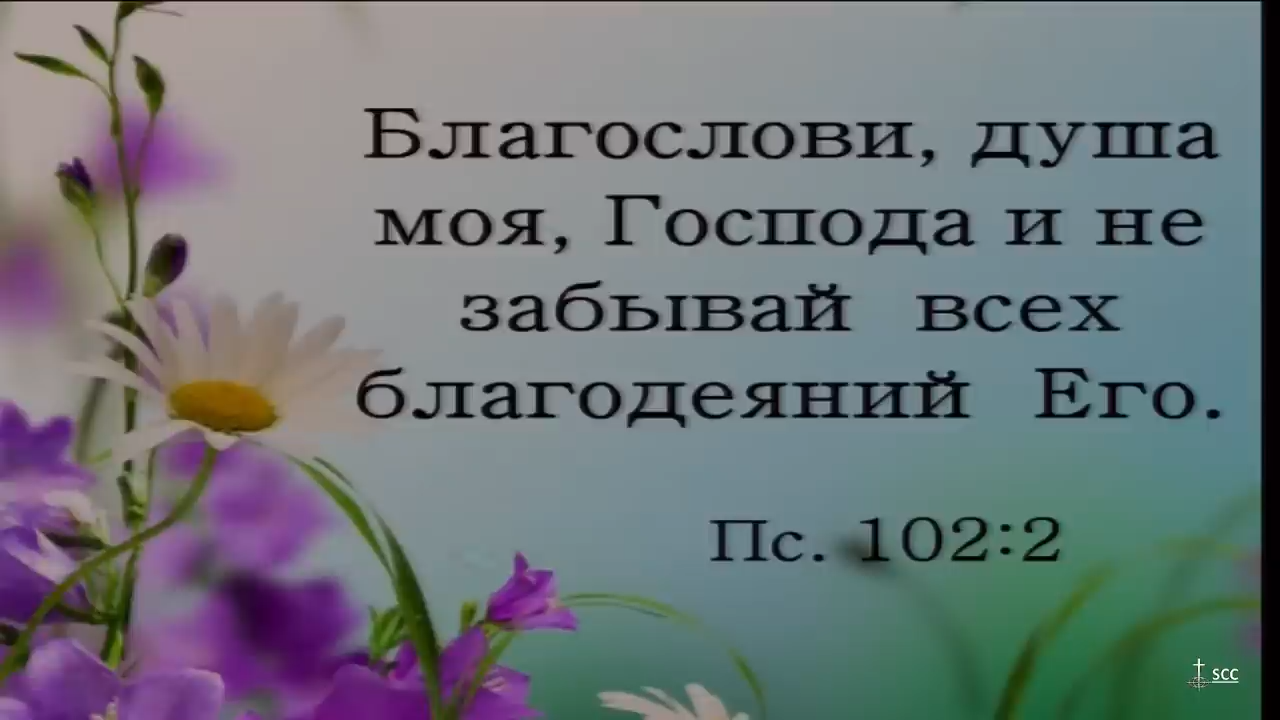 Благослови, душа
моя, Господа и не
забывай всех
благодеяний Его.
Пс. 102:2
scc